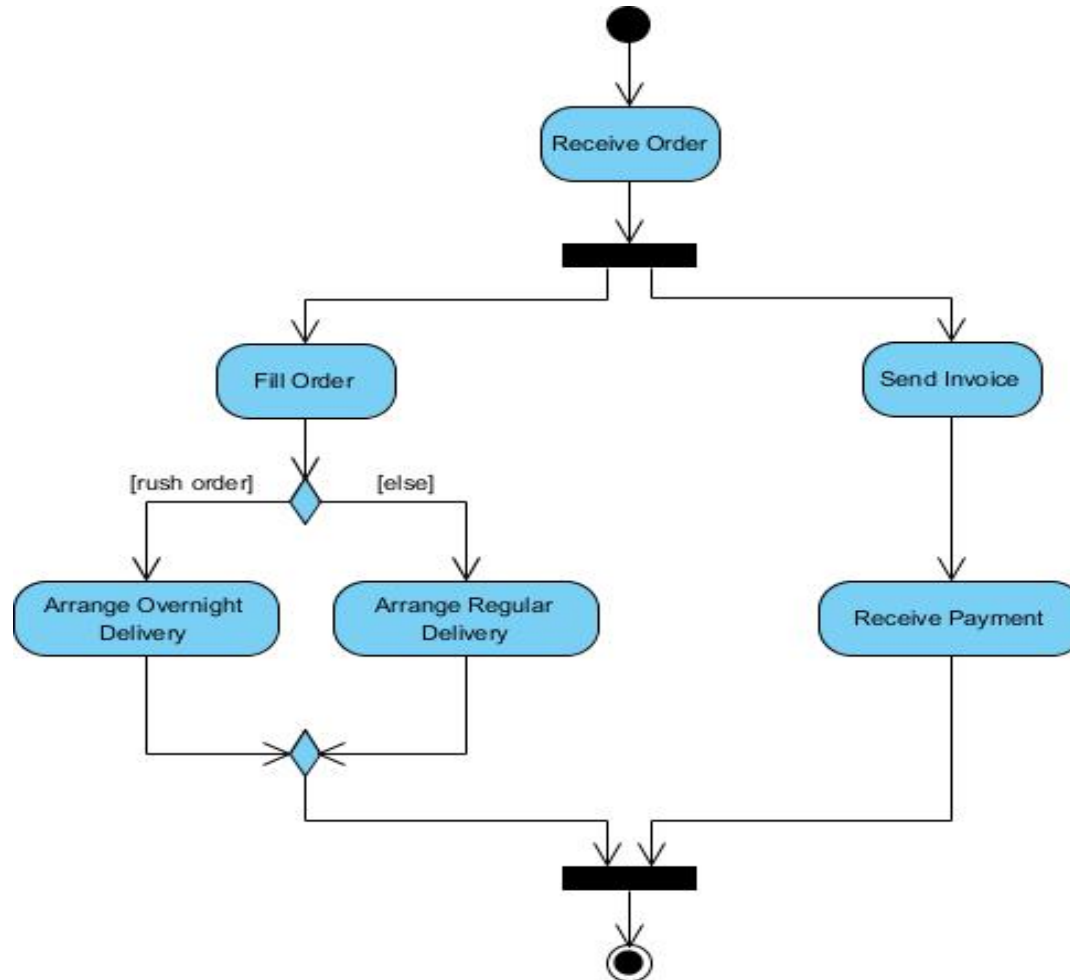 Receive Order
Fill Order
Send Invoice
[rush order]
[else]
Arrange Overnight
Delivery
Arrange Regular
Delivery
Receive Payment